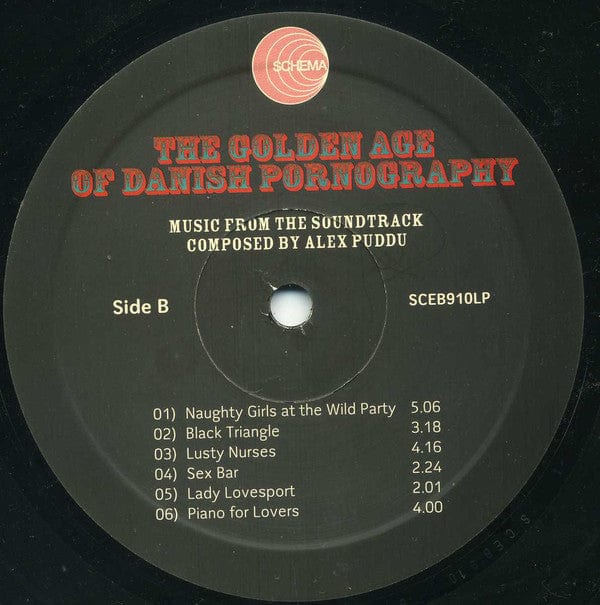 SCHEMA
THE GOLDEN AGE
OF DANISH PORNOGRAPHY
MUSIC FROM THE SOUNDTRACK
COMPOSED BY ALEX PUDDU
Side B
SCEB910LP
01) Naughty Girls at the Wild Party 5.06
02) Black Triangle 3.18
03) Lusty Nurses 4.16
04) Sex Bar 2.24
05) Lady Lovesport 2.01
06) Piano for Lovers 4.00